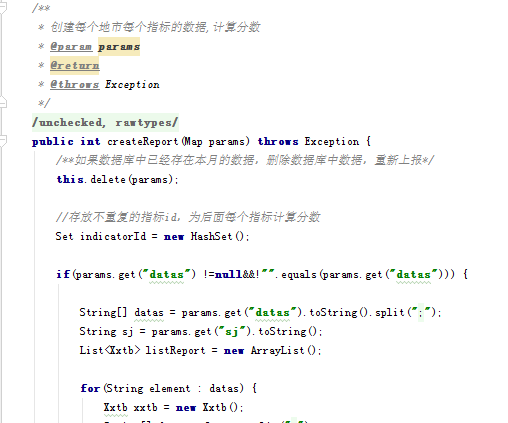 /**
* 创建每个地市每个指标的数据,计算分数
* @param params
* @return
* @throws Exception
*/
/unchecked, rawtypes/
public int createReport(Map params) throws Exception {
/**如果数据库中已经存在本月的数据，删除数据库中数据，重新上报*/
this.delete(params);
//存放不重复的指标id，为后面每个指标计算分数
Set indicatorId = new HashSet();
if(params.get("datas") !=null&&!"".equals(params.get("datas"))) {
String[] datas = params.get("datas").toString().split(";");
String sj = params.get("sj").toString();
List<Xxtb> listReport = new ArrayList();
for(String element : datas) {
Xxtb xxtb = new Xxtb();